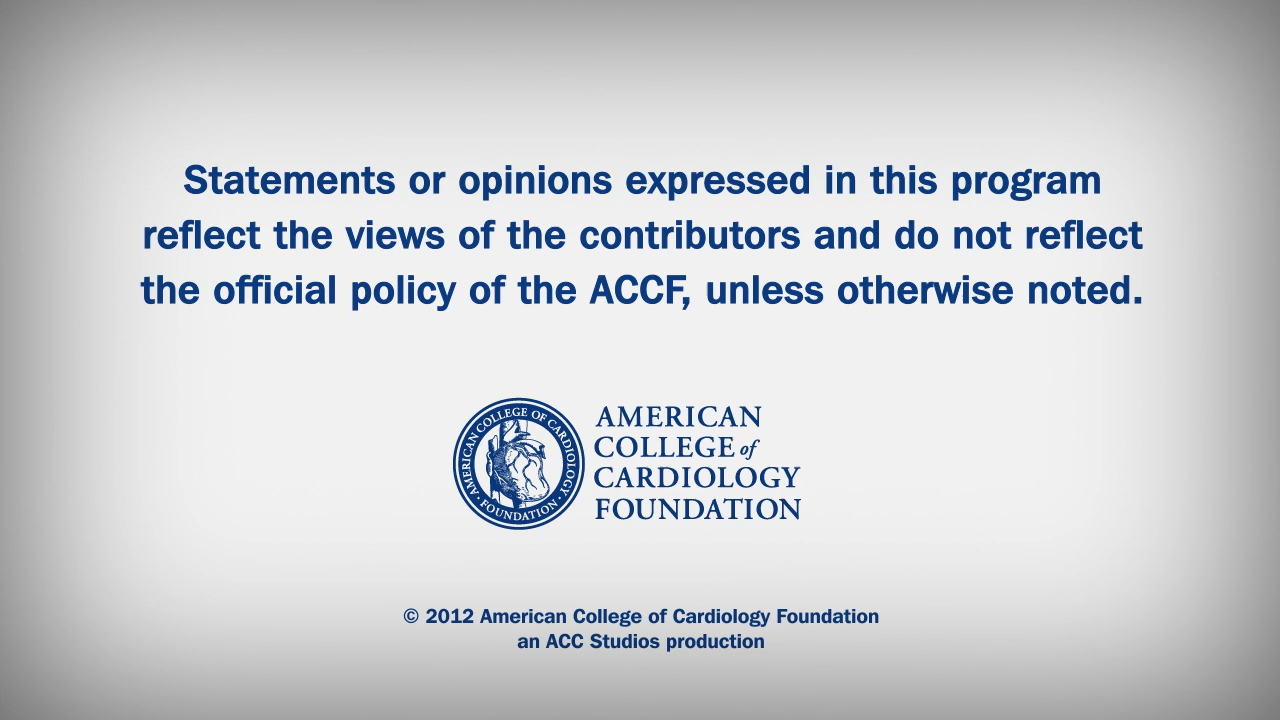 Statements or opinions expressed in this program
reflect the views of the contributors and do not reflect
the official policy of the ACCF, unless otherwise noted.
AMERICAN COLLEGE OF CARDIOLOGY
· FOUNDATION ·
AMERICAN
COLLEGE of
CARDIOLOGY
FOUNDATION
© 2012 American College of Cardiology Foundation
an ACC Studios production